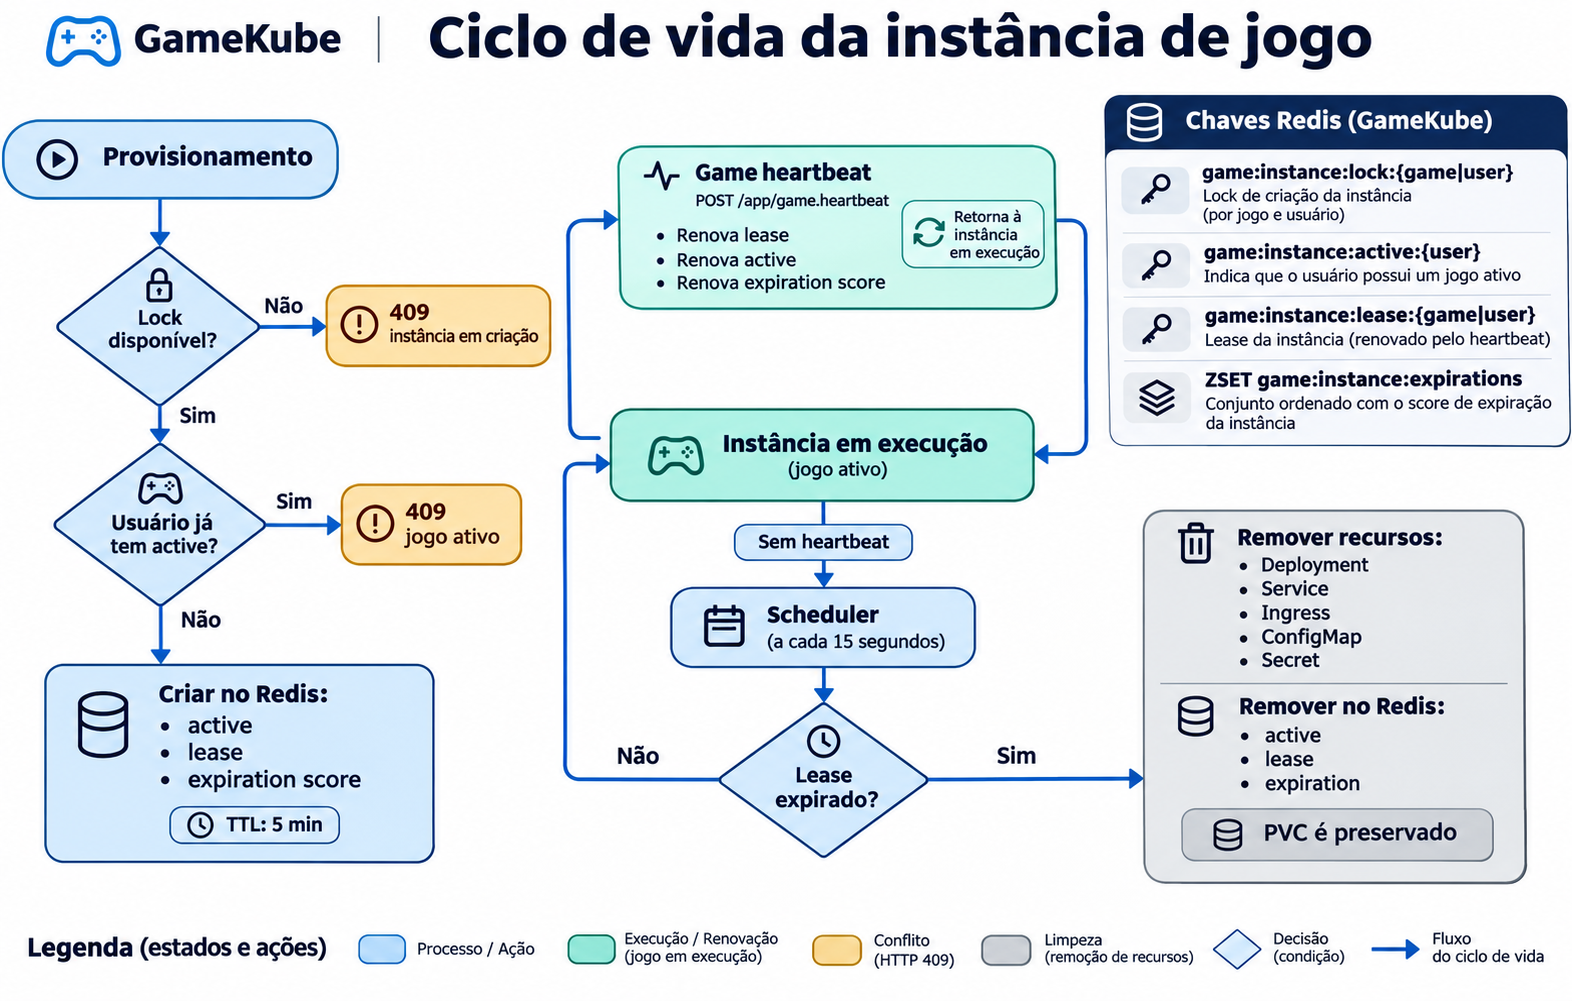 GameKube
Ciclo de vida da instância de jogo
Provisionamento
Lock
disponível?
Não
409
instância em criação
Sim
Usuário já
tem active?
Sim
409
jogo ativo
Não
Criar no Redis:
• active
• lease
• expiration score
TTL: 5 min
Game heartbeat
POST /app/game.heartbeat
• Renova lease
• Renova active
• Renova expiration score
Retorna à
instância
em execução
Instância em execução
(jogo ativo)
Sem heartbeat
Scheduler
(a cada 15 segundos)
Lease
expirado?
Não
Sim
Chaves Redis (GameKube)
game:instance:lock:{game|user}
Lock de criação da instância
(por jogo e usuário)
game:instance:active:{user}
Indica que o usuário possui um jogo ativo
game:instance:lease:{game|user}
Lease da instância (renovado pelo heartbeat)
ZSET game:instance:expirations
Conjunto ordenado com o score de expiração
da instância
Remover recursos:
• Deployment
• Service
• Ingress
• ConfigMap
• Secret
Remover no Redis:
• active
• lease
• expiration
PVC é preservado
Legenda (estados e ações)
Processo / Ação
Execução / Renovação
(jogo em execução)
Conflito
(HTTP 409)
Limpeza
(remoção de recursos)
Decisão
(condição)
Fluxo
do ciclo de vida